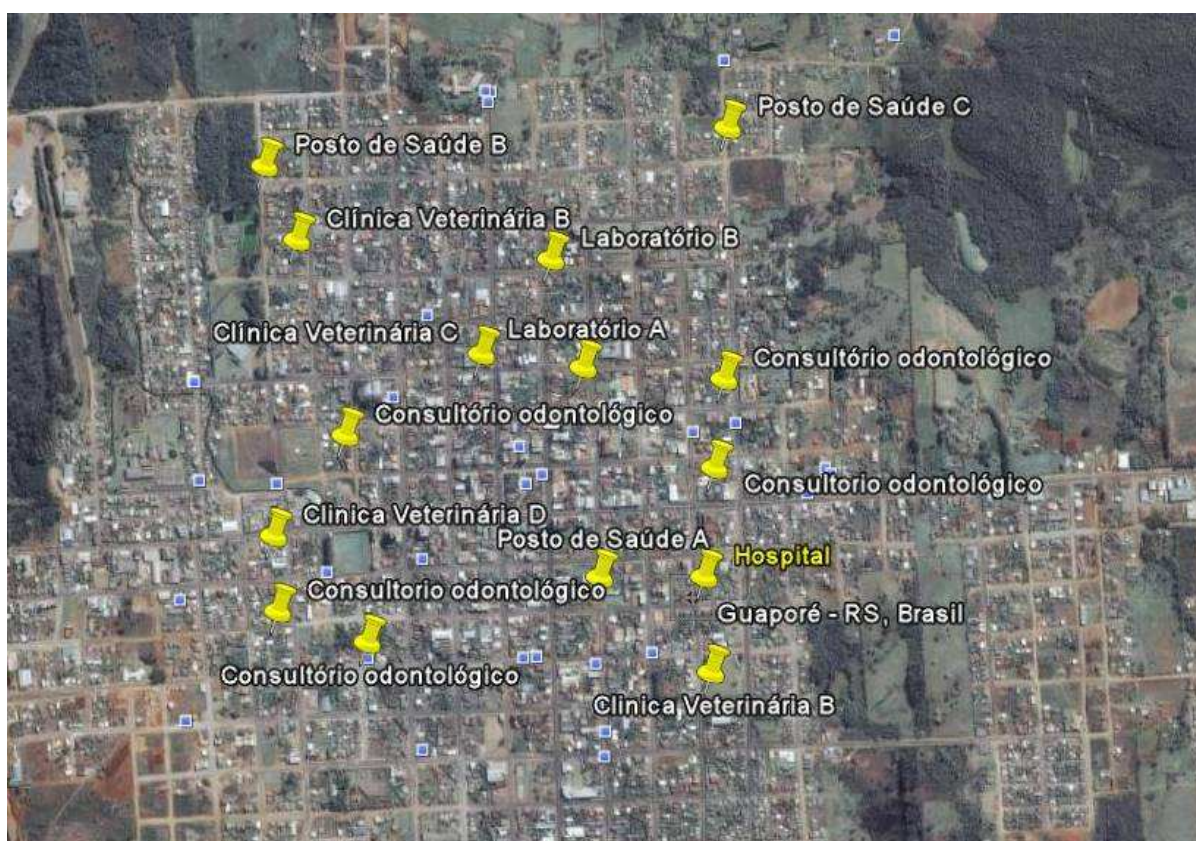 Posto de Saúde C
Posto de Saúde B
Clínica Veterinária B
Laboratório B
Clínica Veterinária C
Laboratório A
Consultório odontológico
Consultório odontológico
Consultorio odontológico
Clinica Veterinária D
Posto de Saúde A
Hospital
Consultorio odontológico
Guaporé - RS, Brasil
Consultório odontológico
Clinica Veterinária B